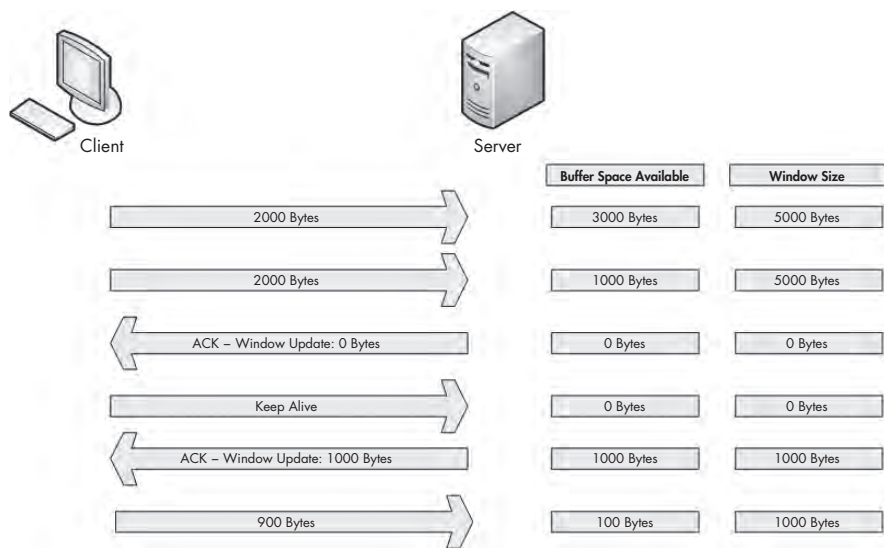 Client
Server
Buffer Space Available Window Size
2000 Bytes 3000 Bytes 5000 Bytes
2000 Bytes 1000 Bytes 5000 Bytes
ACK – Window Update: 0 Bytes 0 Bytes 0 Bytes
Keep Alive 0 Bytes 0 Bytes
ACK – Window Update: 1000 Bytes 1000 Bytes 1000 Bytes
900 Bytes 100 Bytes 1000 Bytes